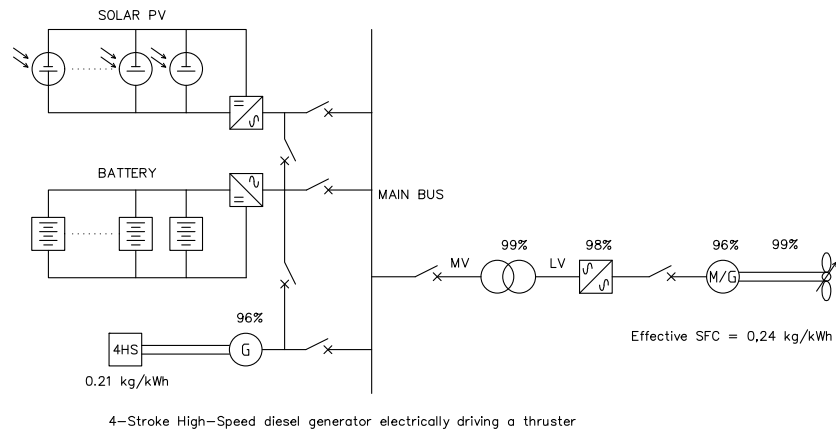 SOLAR PV
BATTERY
MAIN BUS
96%
G
4HS
0.21 kg/kWh
MV
99%
LV
98%
96%
M/G
99%
Effective SFC = 0,24 kg/kWh
4-Stroke High-Speed diesel generator electrically driving a thruster